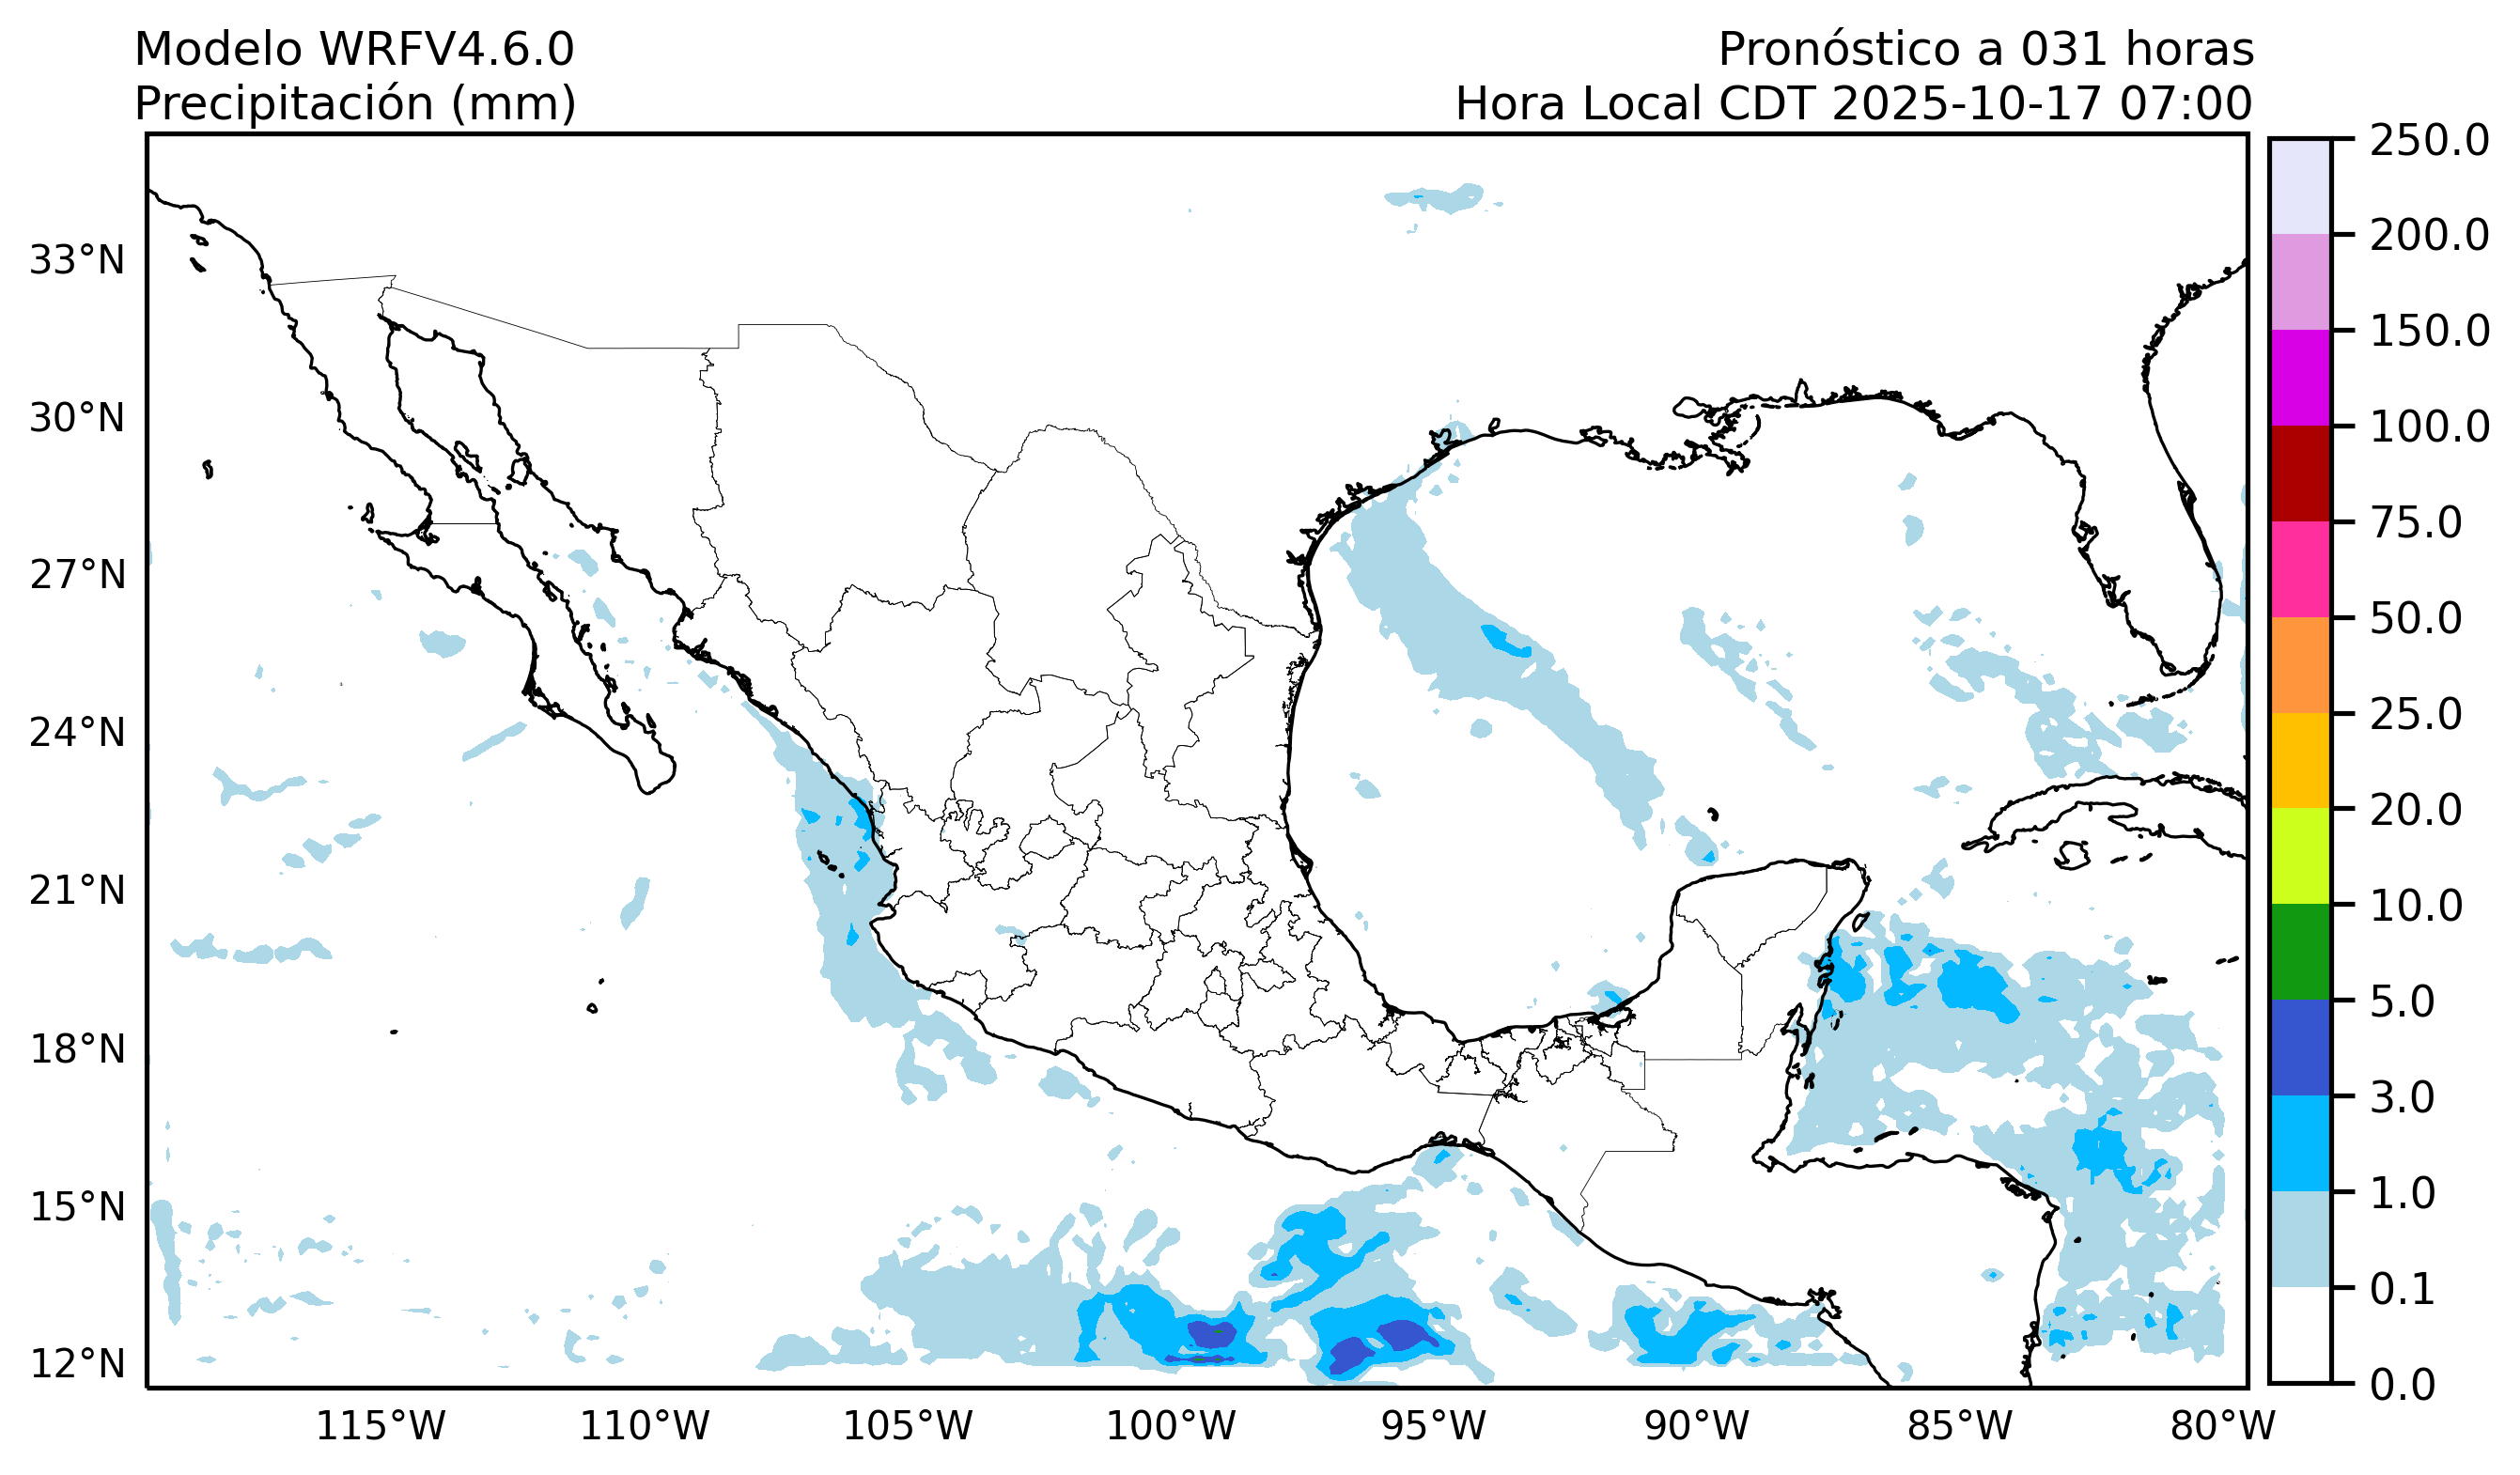 Modelo WRFV4.6.0
Precipitación (mm)
Pronóstico a 031 horas
Hora Local CDT 2025-10-17 07:00
33°N
30°N
27°N
24°N
21°N
18°N
15°N
12°N
115°W
110°W
105°W
100°W
95°W
90°W
85°W
80°W
250.0
200.0
150.0
100.0
75.0
50.0
25.0
20.0
10.0
5.0
3.0
1.0
0.1
0.0